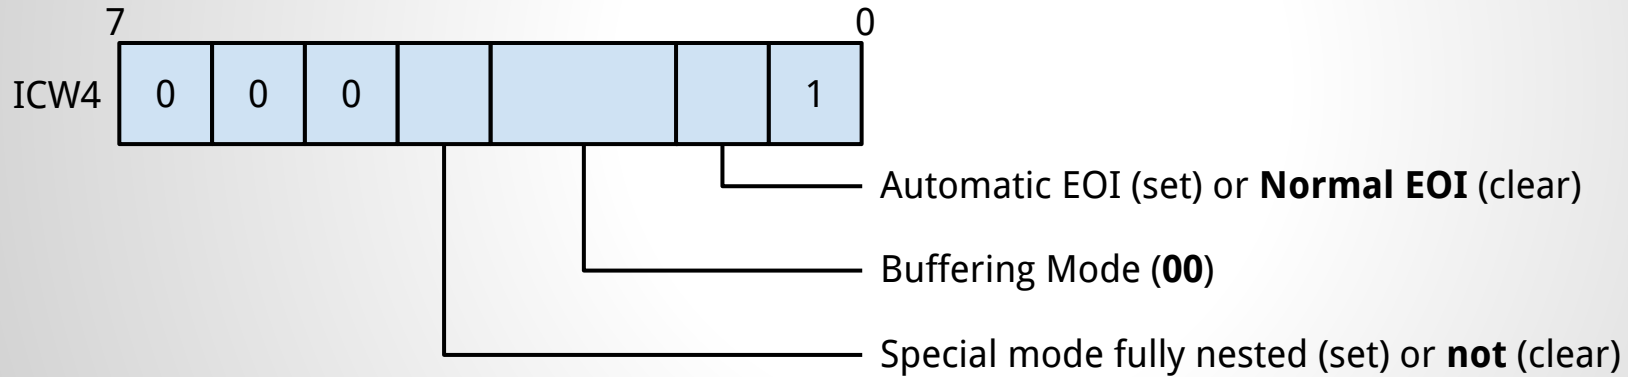 7 0
ICW4 0 0 0 1
Automatic EOI (set) or Normal EOI (clear)
Buffering Mode (00)
Special mode fully nested (set) or not (clear)